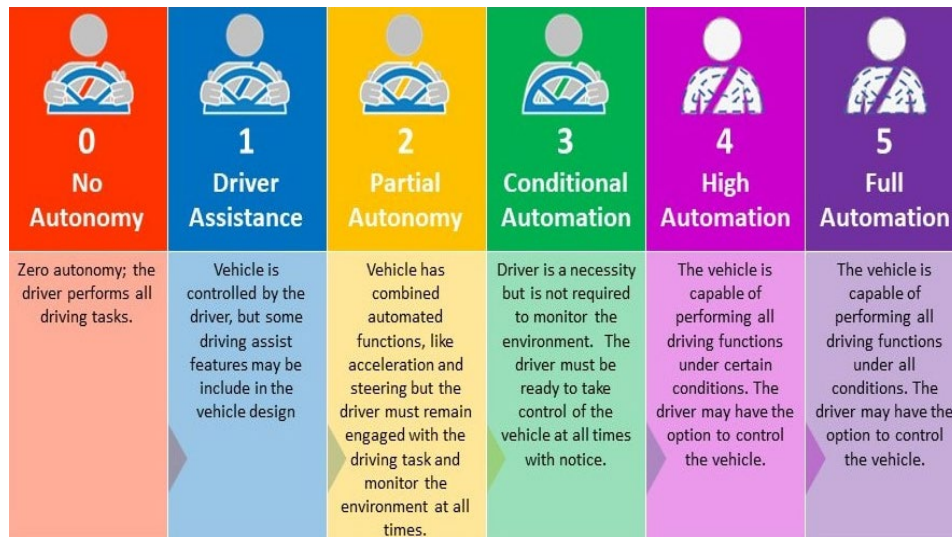 0
No
Autonomy
Zero autonomy; the
driver performs all
driving tasks.
1
Driver
Assistance
Vehicle is
controlled by the
driver, but some
driving assist
features may be
include in the
vehicle design
2
Partial
Autonomy
Vehicle has
combined
automated
functions, like
acceleration and
steering but the
driver must remain
engaged with the
driving task and
monitor the
environment at all
times.
3
Conditional
Automation
Driver is a necessity
but is not required
to monitor the
environment. The
driver must be
ready to take
control of the
vehicle at all times
with notice.
4
High
Automation
The vehicle is
capable of
performing all
driving functions
under certain
conditions. The
driver may have the
option to control
the vehicle.
5
Full
Automation
The vehicle is
capable of
performing all
driving functions
under all
conditions. The
driver may have the
option to control
the vehicle.